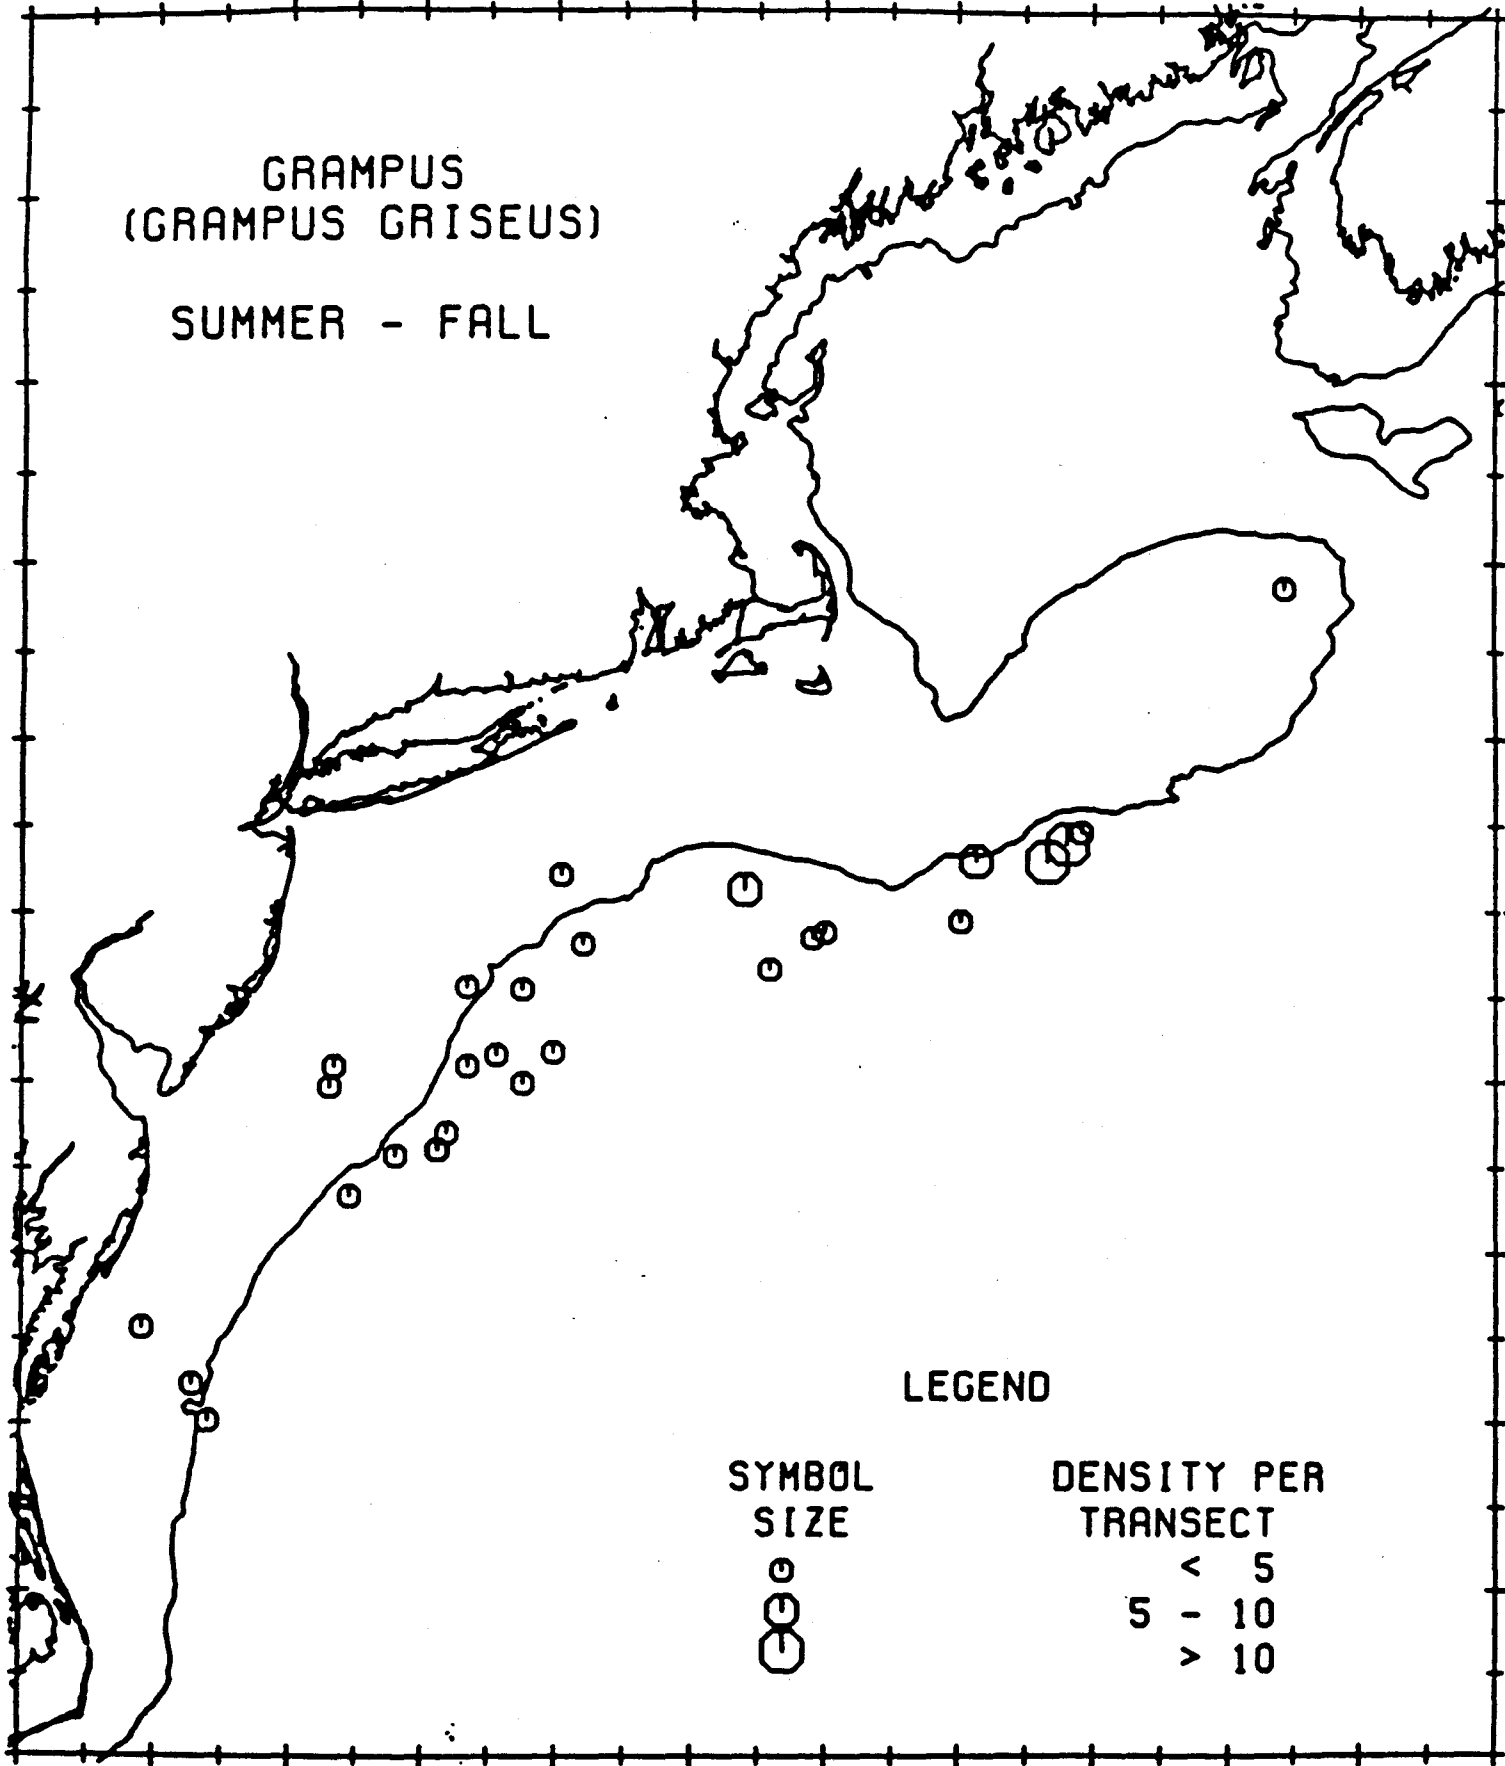 GRAMPUS
(GRAMPUS GRISEUS)
SUMMER - FALL
LEGEND
SYMBOL SIZE
DENSITY PER TRANSECT
< 5
5 - 10
> 10